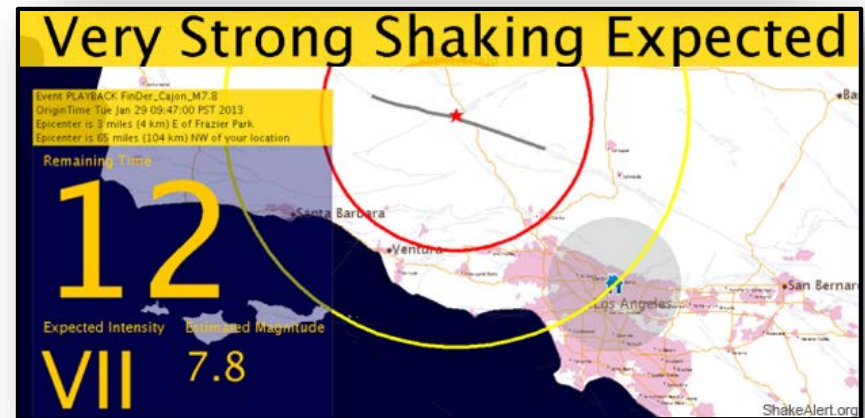 Very Strong Shaking Expected
Event PLAYBACK FinDer_Cajon_M7.8
OriginTime Tue Jan 29 09:47:00 PST 2013
Epicenter is 3 miles (4 km) E of Frazier Park
Epicenter is 65 miles (104 km) NW of your location
Remaining Time
12
Expected Intensity Estimated Magnitude
VII 7.8
Santa Barbara
Ventura
Los Angeles
San Bernar
Ba
ShakeAlert.org